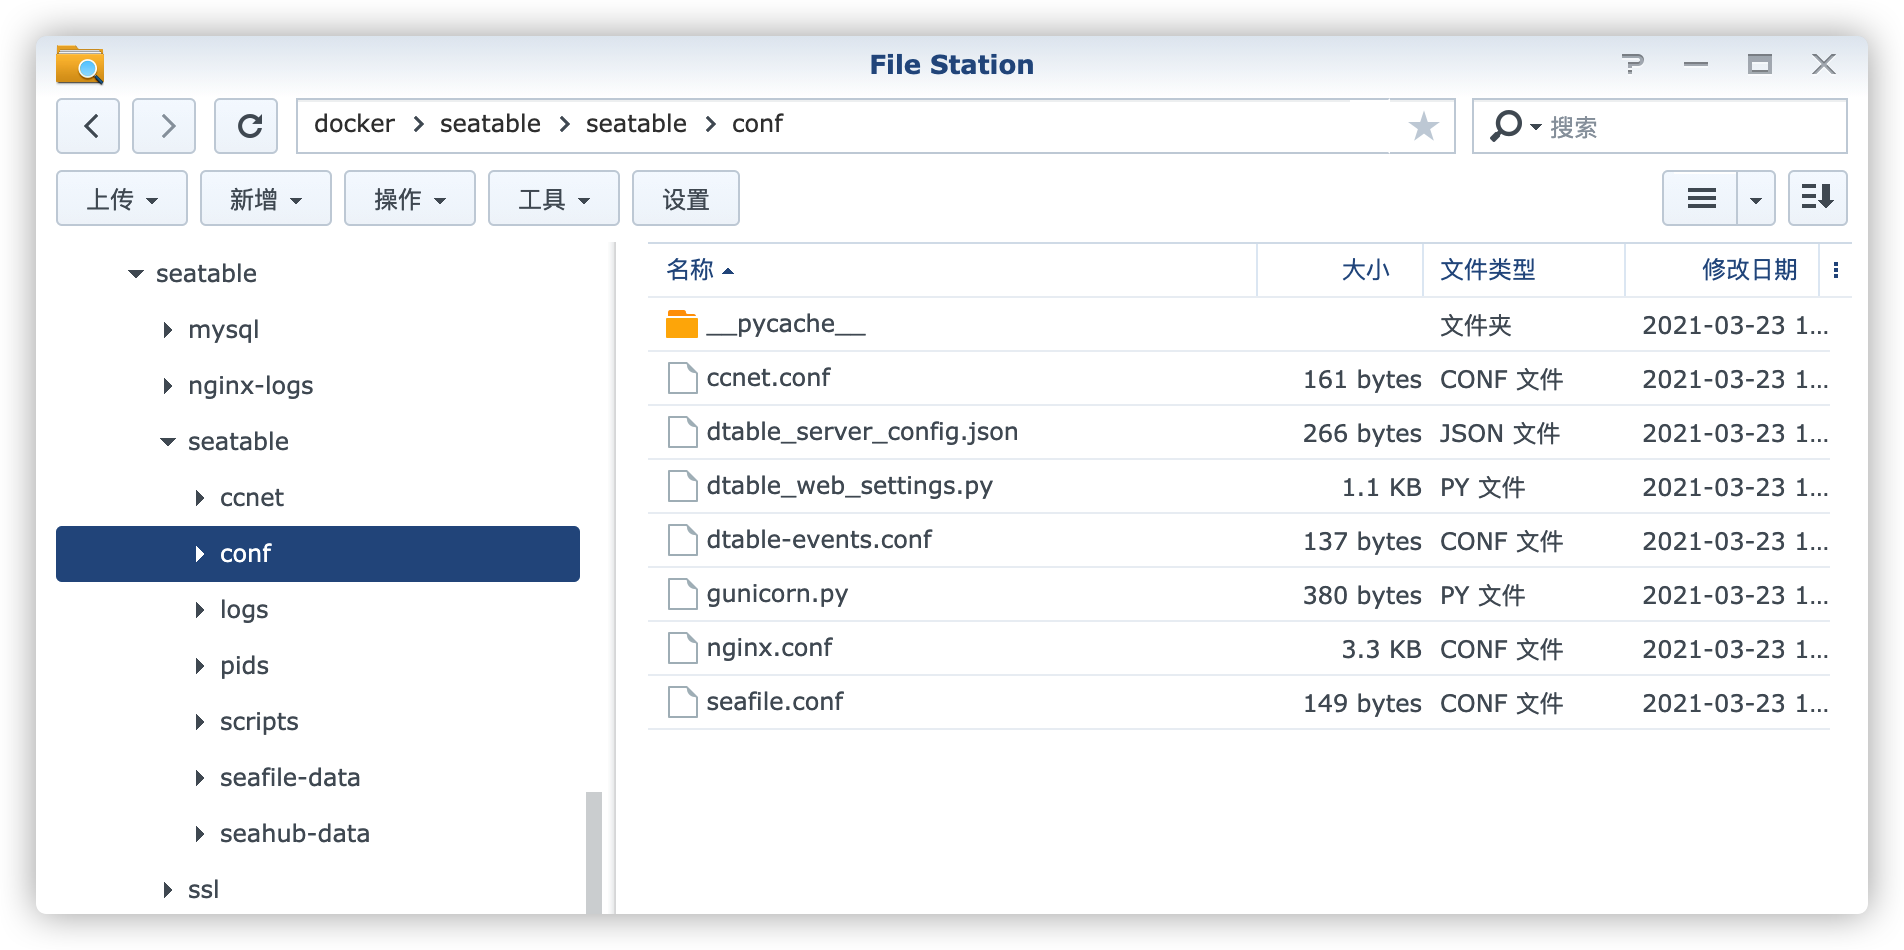 File Station
docker seatable seatable conf
搜索
上传 新增 操作 工具 设置
seatable
mysql
nginx-logs
seatable
ccnet
conf
logs
pids
scripts
seafile-data
seahub-data
ssl
名称 大小 文件类型 修改日期
__pycache__ 文件夹 2021-03-23 1...
ccnet.conf 161 bytes CONF 文件 2021-03-23 1...
dtable_server_config.json 266 bytes JSON 文件 2021-03-23 1...
dtable_web_settings.py 1.1 KB PY 文件 2021-03-23 1...
dtable-events.conf 137 bytes CONF 文件 2021-03-23 1...
gunicorn.py 380 bytes PY 文件 2021-03-23 1...
nginx.conf 3.3 KB CONF 文件 2021-03-23 1...
seafile.conf 149 bytes CONF 文件 2021-03-23 1...